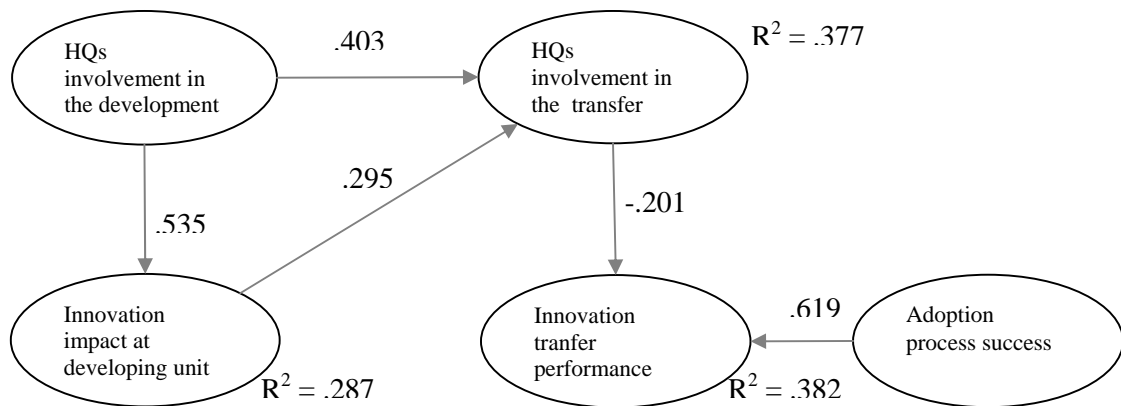 HQs
involvement in
the development
.403
HQs
involvement in
the transfer
R² = .377
.535
.295
-.201
Innovation
impact at
developing unit
R² = .287
Innovation
tranfer
performance
R² = .382
.619
Adoption
process success